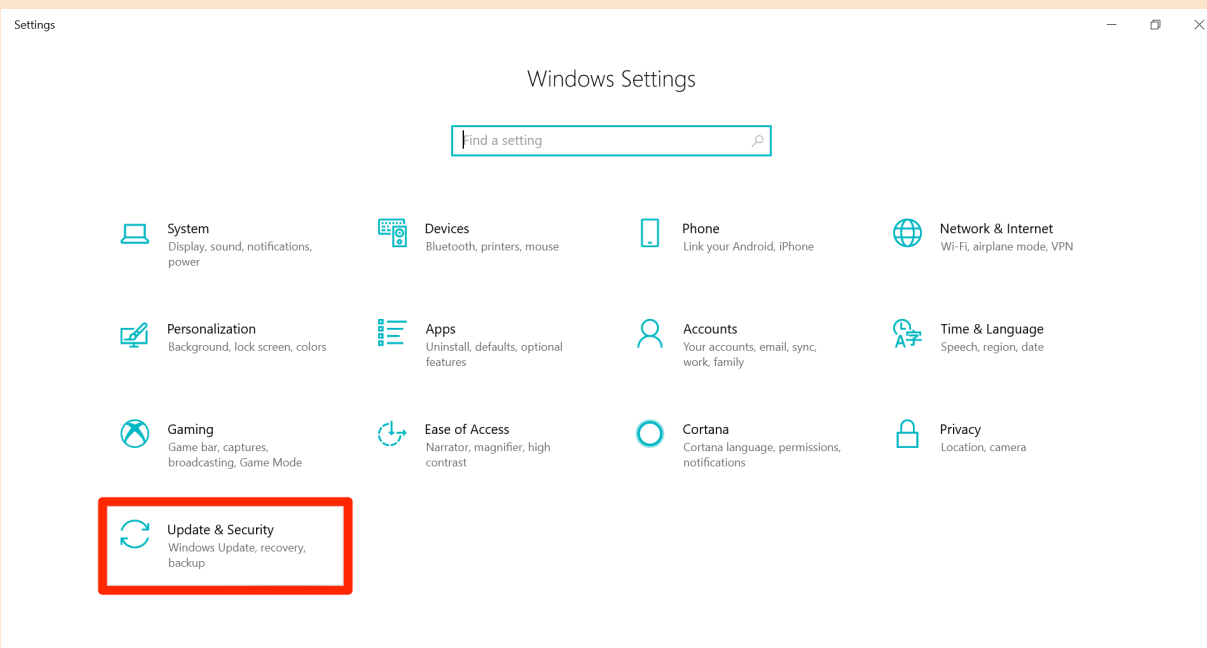 Settings
Windows Settings
Find a setting
System
Display, sound, notifications,
power
Devices
Bluetooth, printers, mouse
Phone
Link your Android, iPhone
Network & Internet
Wi-Fi, airplane mode, VPN
Personalization
Background, lock screen, colors
Apps
Uninstall, defaults, optional
features
Accounts
Your accounts, email, sync,
work, family
Time & Language
Speech, region, date
Gaming
Game bar, captures,
broadcasting, Game Mode
Ease of Access
Narrator, magnifier, high
contrast
Cortana
Cortana language, permissions,
notifications
Privacy
Location, camera
Update & Security
Windows Update, recovery,
backup